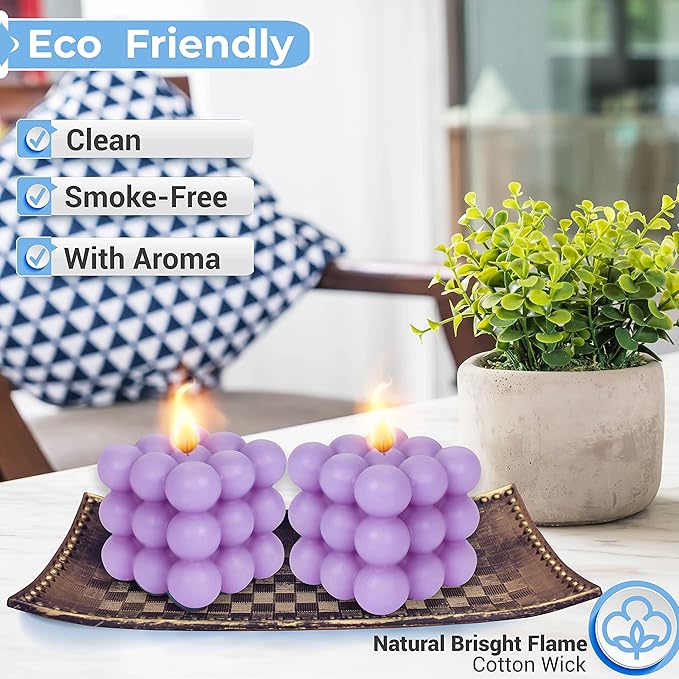 Eco Friendly
Clean
Smoke-Free
With Aroma
Natural Brisght Flame
Cotton Wick